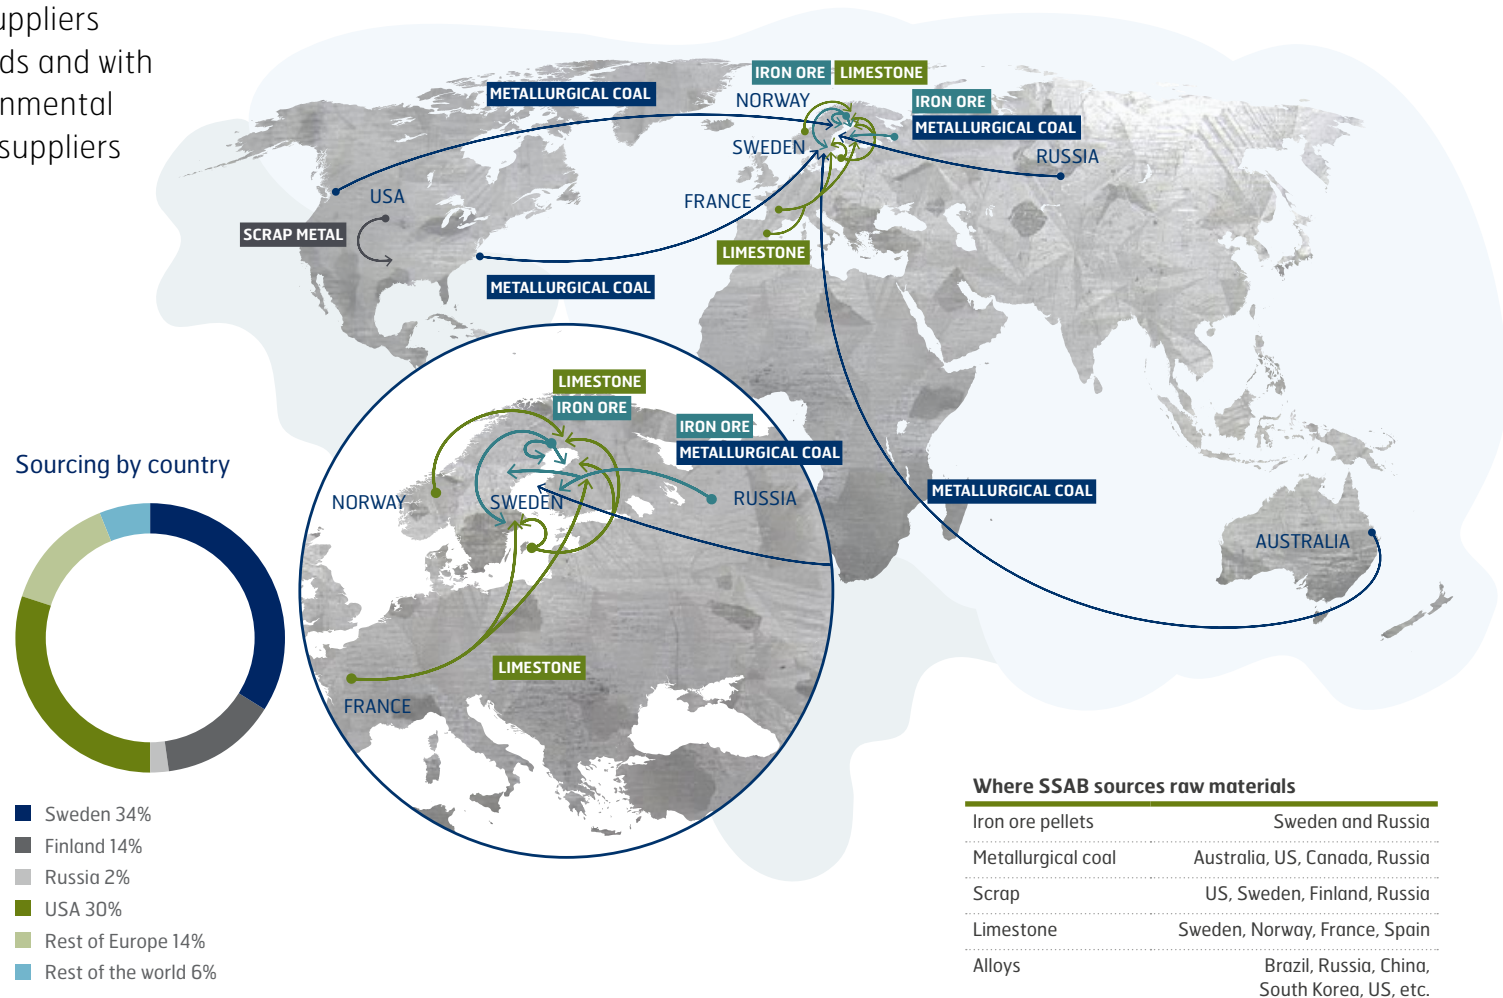 uppliers
ds and with
nmental
suppliers
IRON ORE LIMESTONE
METALLURGICAL COAL
NORWAY
IRON ORE
METALLURGICAL COAL
SWEDEN
RUSSIA
USA
FRANCE
SCRAP METAL
LIMESTONE
METALLURGICAL COAL
LIMESTONE
IRON ORE
IRON ORE
METALLURGICAL COAL
NORWAY
SWEDEN
RUSSIA
LIMESTONE
FRANCE
METALLURGICAL COAL
AUSTRALIA
Sourcing by country
Sweden 34%
Finland 14%
Russia 2%
USA 30%
Rest of Europe 14%
Rest of the world 6%
Where SSAB sources raw materials
Iron ore pellets Sweden and Russia
Metallurgical coal Australia, US, Canada, Russia
Scrap US, Sweden, Finland, Russia
Limestone Sweden, Norway, France, Spain
Alloys Brazil, Russia, China,
South Korea, US, etc.